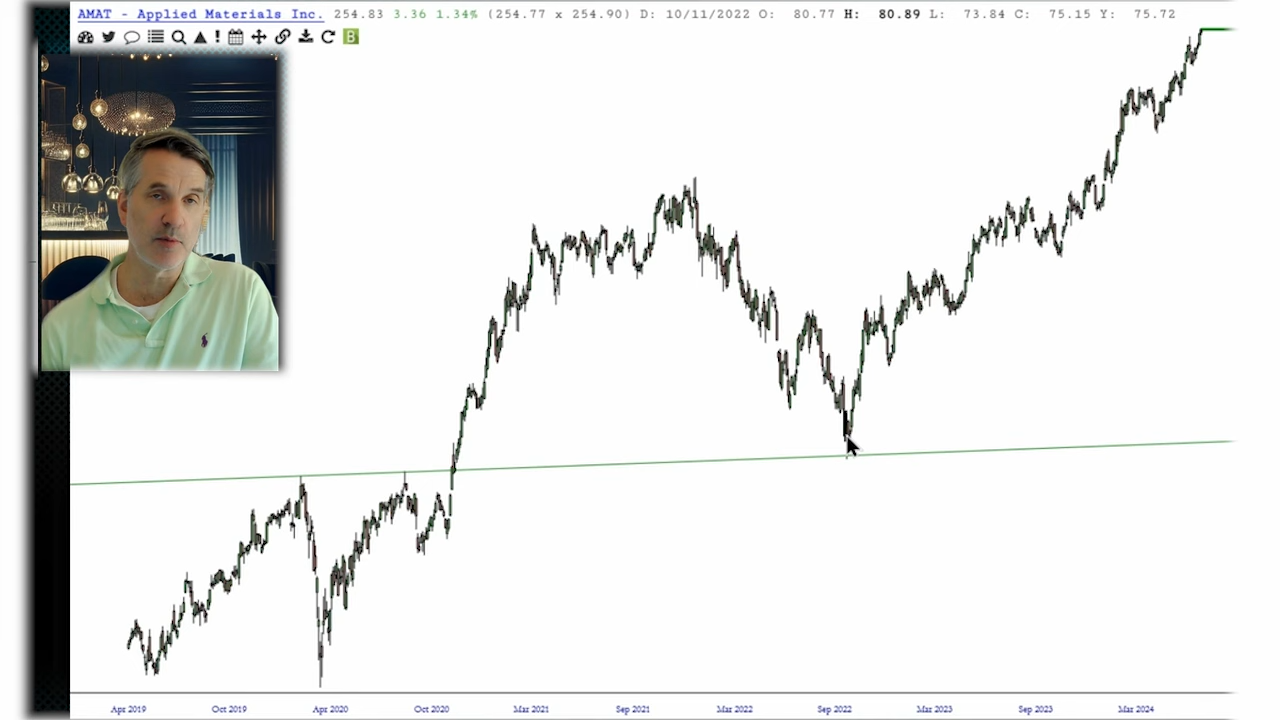 AMAT - Applied Materials Inc. 254.83 3.36 1.34% (254.77 x 254.90) D: 10/11/2022 O: 80.77 H: 80.89 L: 73.84 C: 75.15 Y: 75.72
B
Apr 2019 Oct 2019 Apr 2020 Oct 2020 Mar 2021 Sep 2021 Mar 2022 Sep 2022 Mar 2023 Sep 2023 Mar 2024